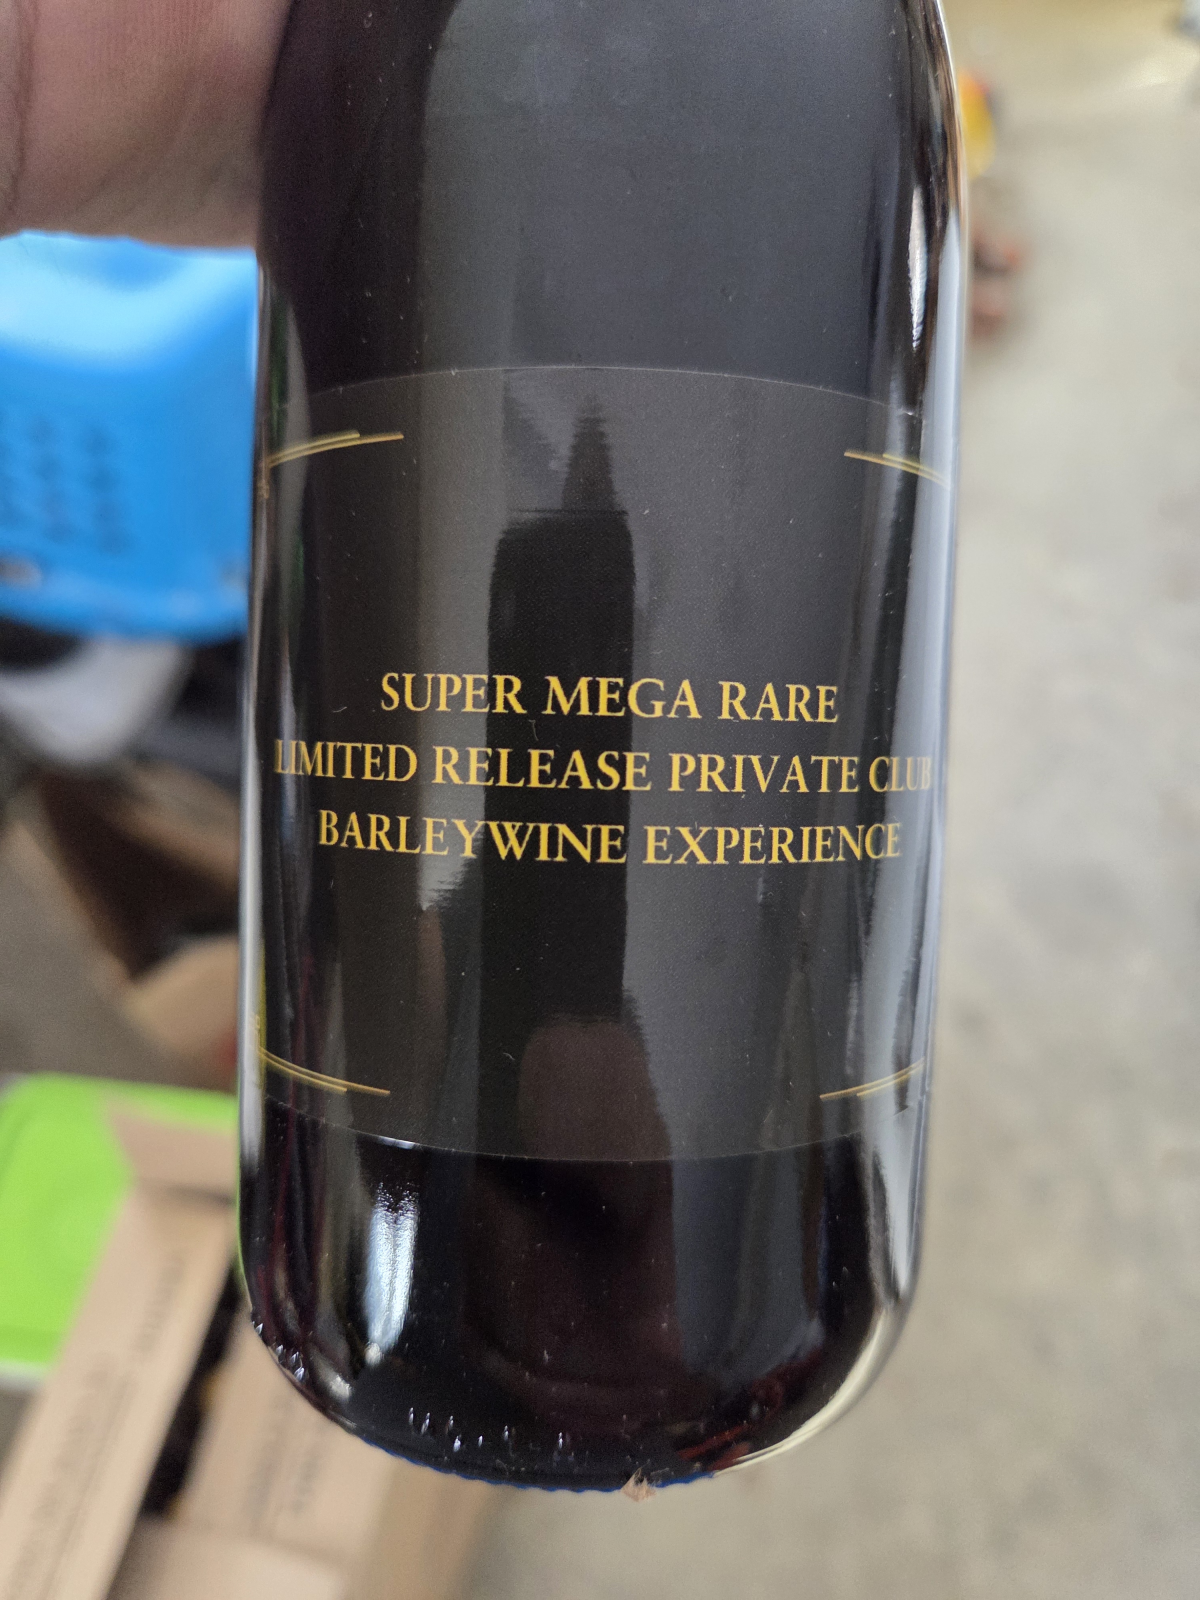 SUPER MEGA RARE
LIMITED RELEASE PRIVATE CLUB
BARLEYWINE EXPERIENCE